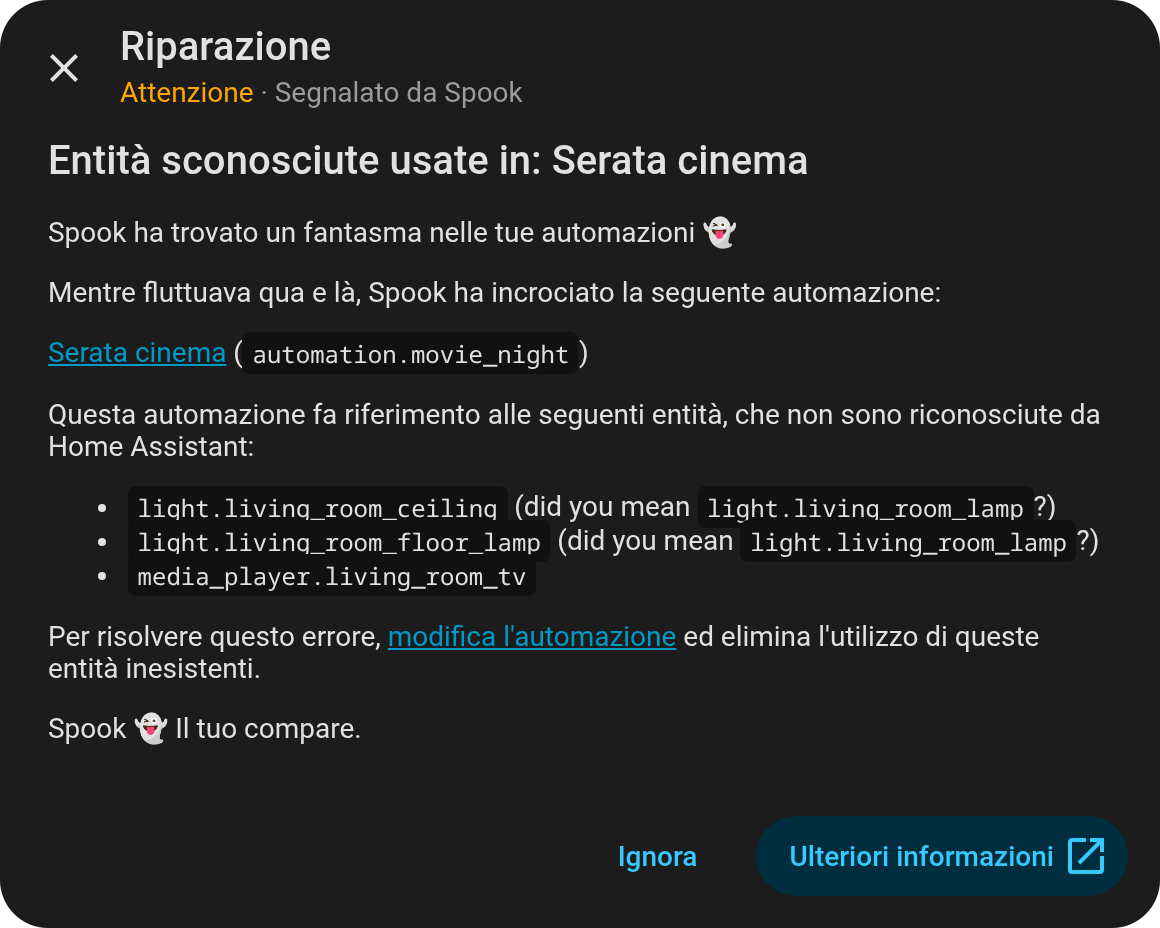 Riparazione
Attenzione · Segnalato da Spook
Entità sconosciute usate in: Serata cinema
Spook ha trovato un fantasma nelle tue automazioni 👻
Mentre fluttuava qua e là, Spook ha incrociato la seguente automazione:
Serata cinema (automation.movie_night)
Questa automazione fa riferimento alle seguenti entità, che non sono riconosciute da
Home Assistant:
• light.living_room_ceiling (did you mean light.living_room_lamp?)
• light.living_room_floor_lamp (did you mean light.living_room_lamp?)
• media_player.living_room_tv
Per risolvere questo errore, modifica l'automazione ed elimina l'utilizzo di queste
entità inesistenti.
Spook 👻 Il tuo compare.
Ignora
Ulteriori informazioni